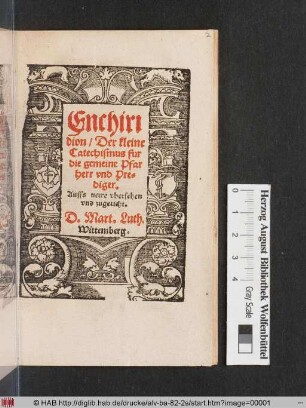 Enchiri
dion / Der kleine
Catechismus fur
die gemeine Pfar
herr vnd Pre-
diger.
Auffs newe vbersehen
vnd zugericht.
D. Mart. Luth.
Wittemberg.
0 1 2 3 4
Gray Scale
Herzog August Bibliothek Wolfenbüttel
© HAB http://diglib.hab.de/drucke/alv-ba-82-2s/start.htm?image=00001